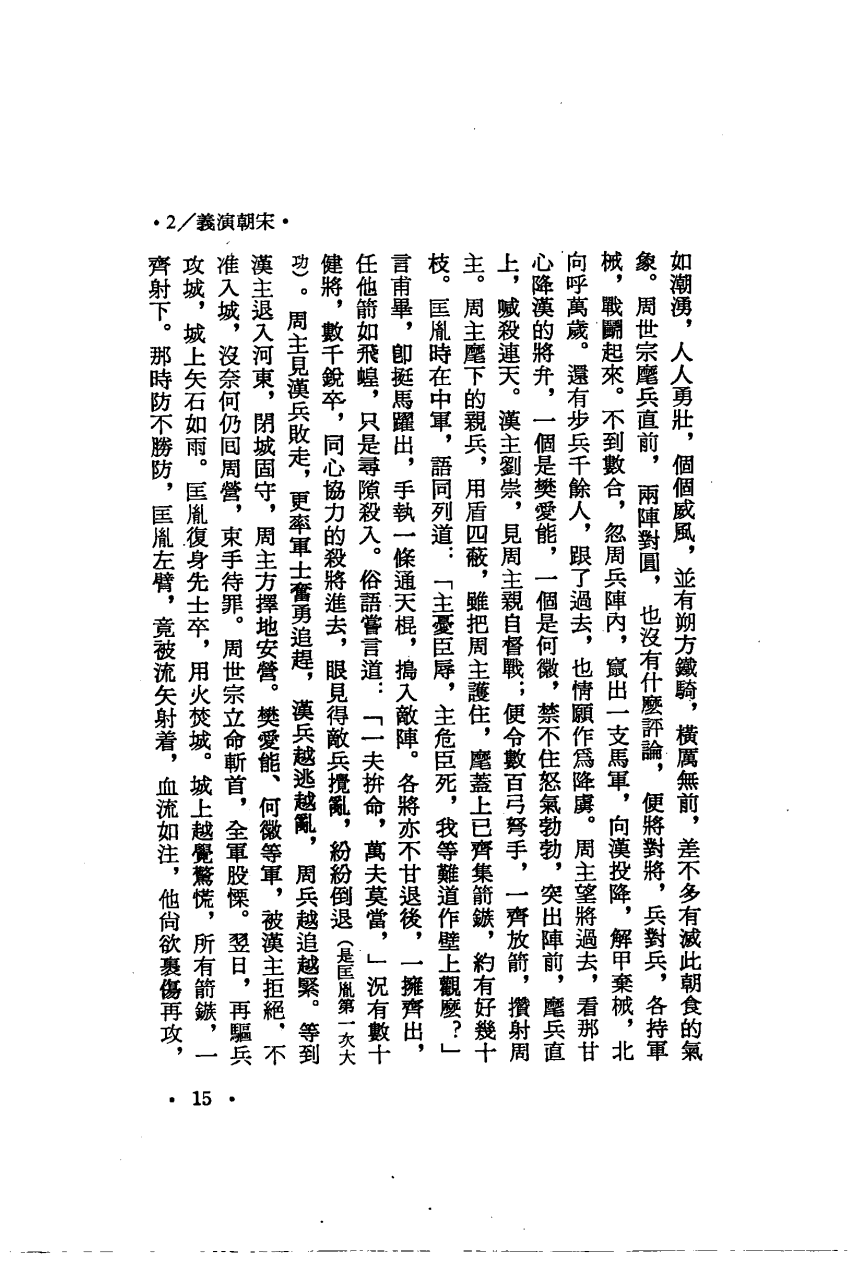 •2／義演朝宋•
如潮湧，人人勇壯，個個威風，並有朔方鐵騎，橫厲無前，差不多有滅此朝食的氣
象。周世宗麾兵直前，兩陣對圓，也沒有什麼評論，便將對將，兵對兵，各持軍
械，戰鬭起來。不到數合，忽周兵陣內，竄出一支馬軍，向漢投降，解甲棄械，北
向呼萬歲。還有步兵千餘人，跟了過去，也情願作爲降虜。周主望將過去，看那甘
心降漢的將弁，一個是樊愛能，一個是何徽，禁不住怒氣勃勃，突出陣前，麾兵直
上，喊殺連天。漢主劉崇，見周主親自督戰；便令數百弓弩手，一齊放箭，攢射周
主。周主麾下的親兵，用盾四蔽，雖把周主護住，麾蓋上已齊集箭鏃，約有好幾十
枝。匡胤時在中軍，語同列道：「主憂臣辱，主危臣死，我等難道作壁上觀麼？」
言甫畢，卽挺馬躍出，手執一條通天棍，搗入敵陣。各將亦不甘退後，一擁齊出，
任他箭如飛蝗，只是尋隙殺入。俗語嘗言道：「一夫拚命，萬夫莫當，」況有數十
健將，數千銳卒，同心協力的殺將進去，眼見得敵兵攪亂，紛紛倒退（是匡胤第一次大
功）。周主見漢兵敗走，更率軍士奮勇追趕，漢兵越逃越亂，周兵越追越緊。等到
漢主退入河東，閉城固守，周主方擇地安營。樊愛能、何徽等軍，被漢主拒絕，不
准入城，沒奈何仍囘周營，束手待罪。周世宗立命斬首，全軍股慄。翌日，再驅兵
攻城，城上矢石如雨。匡胤復身先士卒，用火焚城。城上越覺驚慌，所有箭鏃，一
齊射下。那時防不勝防，匡胤左臂，竟被流矢射着，血流如注，他尙欲裹傷再攻，
• 15 •